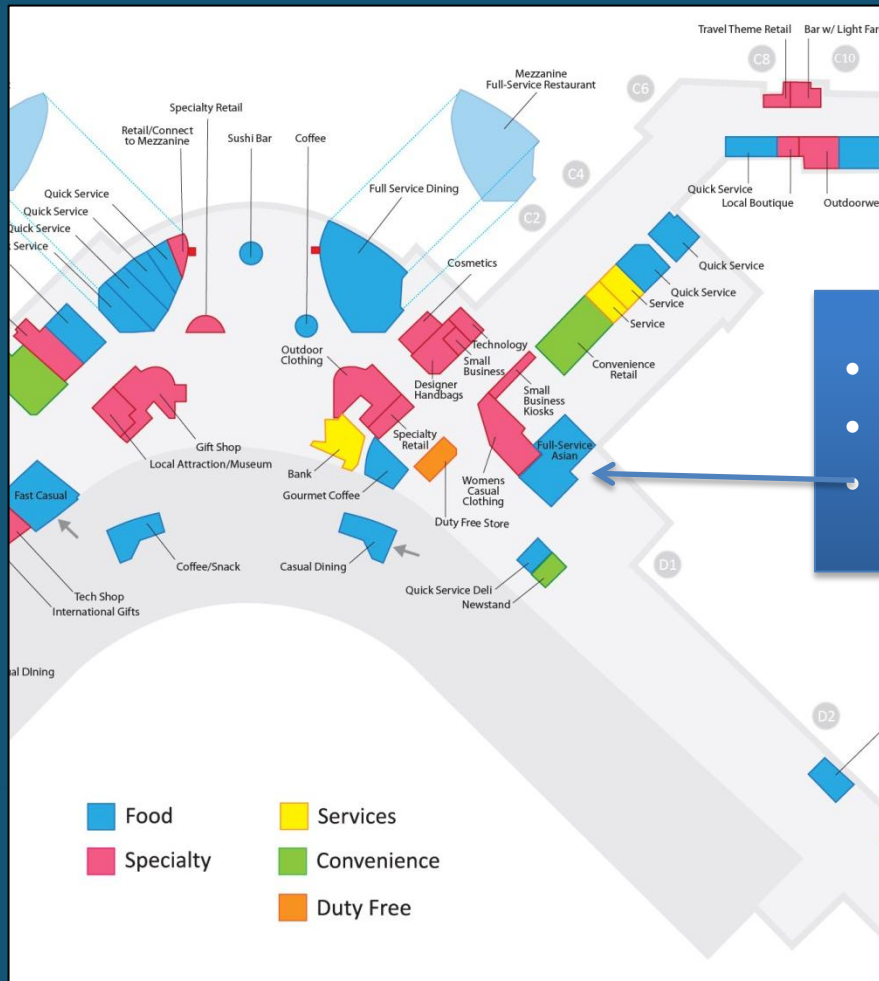 Travel Theme Retail
Bar w/ Light Far
C8
C10
Mezzanine
Full-Service Restaurant
C6
Specialty Retail
Retail/Connect
to Mezzanine
Sushi Bar
Coffee
C4
Quick Service
Full Service Dining
Quick Service
Local Boutique
Outdoorwe
Quick Service
C2
Quick Service
k Service
Cosmetics
Quick Service
Quick Service
Service
Service
Technology
Small
Business
Outdoor
Clothing
Designer
Handbags
Convenience
Retail
Small
Business
Kiosks
Gift Shop
Local Attraction/Museum
Specialty
Retail
Full-Service
Asian
Bank
Gourmet Coffee
Womens
Casual
Clothing
Fast Casual
Duty Free Store
Coffee/Snack
Casual Dining
D1
Tech Shop
International Gifts
Quick Service Deli
Newstand
ual DIning
D2
Food
Services
Specialty
Convenience
Duty Free